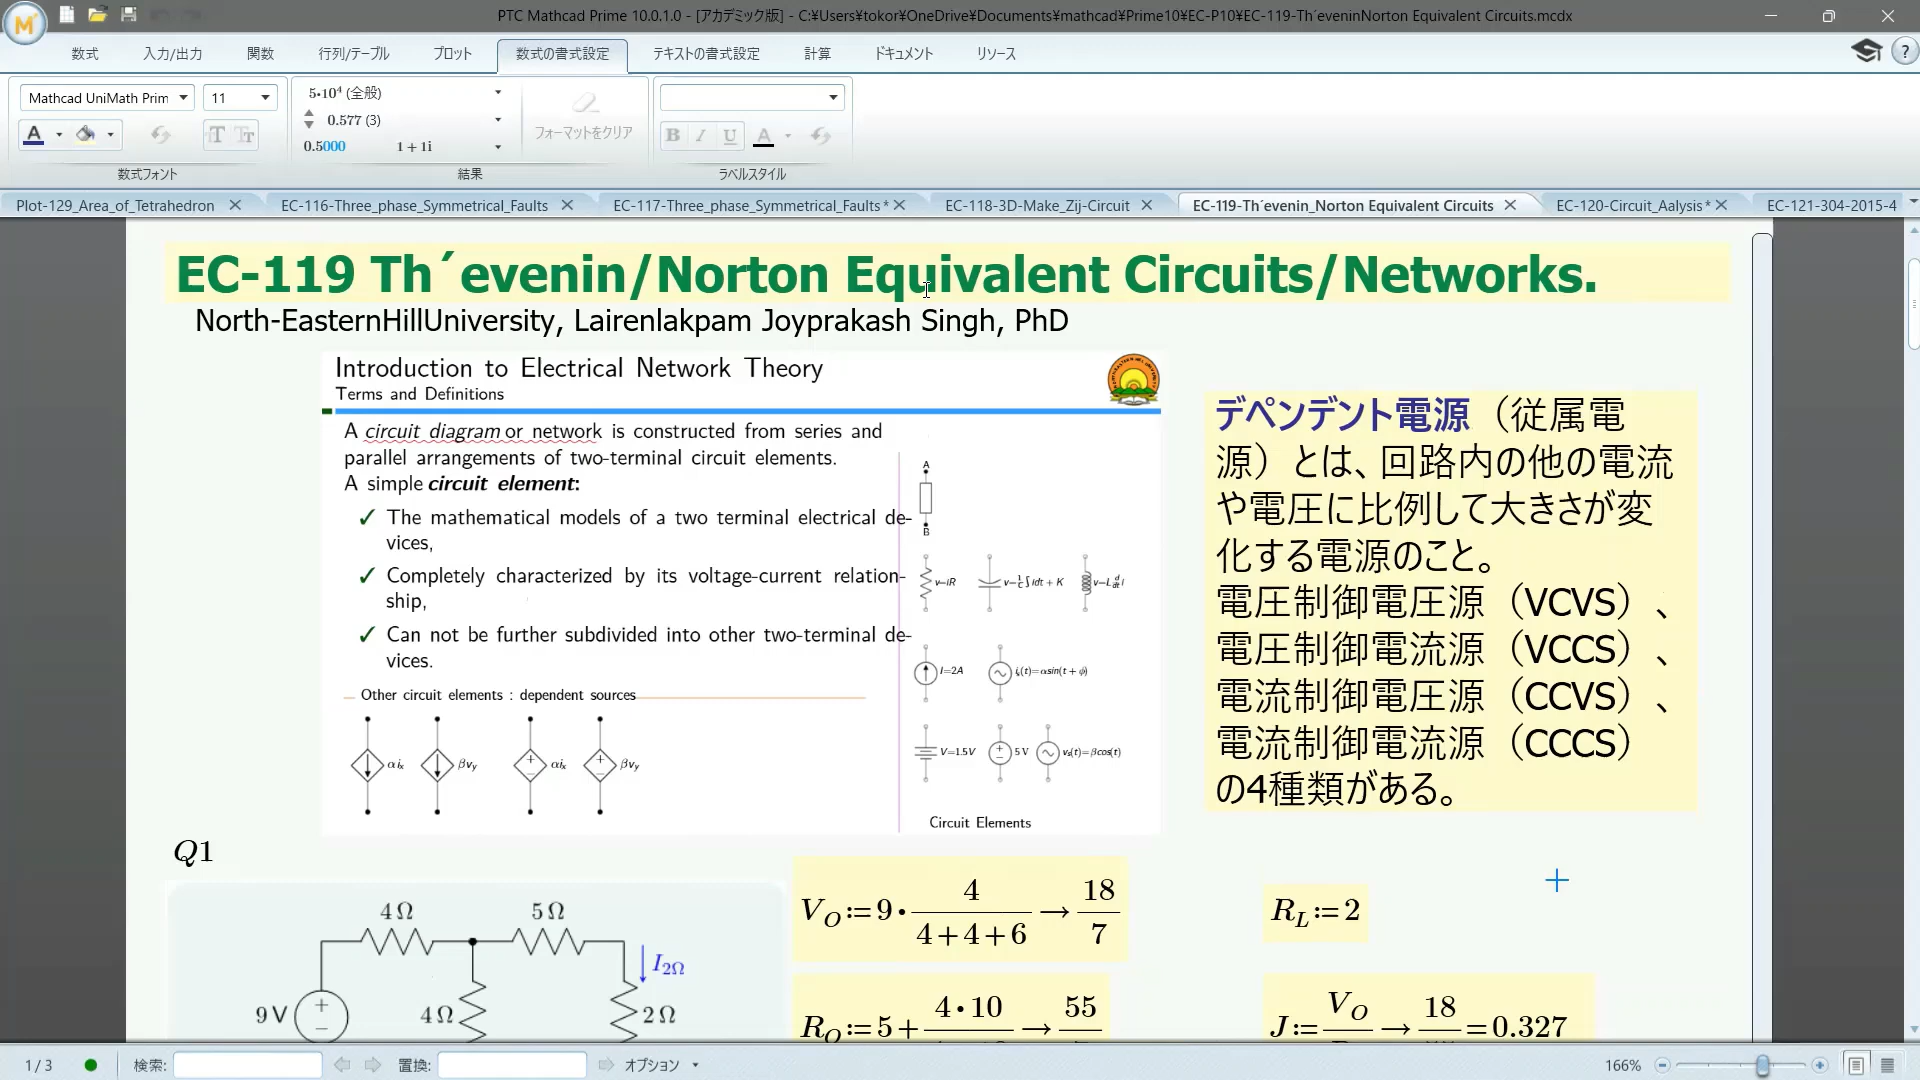 PTC Mathcad Prime 10.0.1.0 - [アカデミック版] - C:¥Users¥tokor¥OneDrive¥Documents¥mathcad¥Prime10¥EC-P10¥EC-119-Th´eveninNorton Equivalent Circuits.mcdx
数式 入力/出力 関数 行列/テーブル プロット 数式の書式設定 テキストの書式設定 計算 ドキュメント リソース
Mathcad UniMath Prim 11
5•10⁴ (全般)
0.577 (3)
0.5000 1 + 1i
フォーマットをクリア
B I U A
数式フォント 結果 ラベルスタイル
Plot-129_Area_of_Tetrahedron EC-116-Three_phase_Symmetrical_Faults EC-117-Three_phase_Symmetrical_Faults* EC-118-3D-Make_Zij-Circuit EC-119-Th´evenin_Norton Equivalent Circuits EC-120-Circuit_Aalysis* EC-121-304-2015-4
EC-119 Th´evenin/Norton Equivalent Circuits/Networks.
North-EasternHillUniversity, Lairenlakpam Joyprakash Singh, PhD
Introduction to Electrical Network Theory
Terms and Definitions
A circuit diagram or network is constructed from series and
parallel arrangements of two-terminal circuit elements.
A simple circuit element:
✓ The mathematical models of a two terminal electrical de-
vices,
✓ Completely characterized by its voltage-current relation-
ship,
✓ Can not be further subdivided into other two-terminal de-
vices.
Other circuit elements : dependent sources
αiₓ βv_y αiₓ βv_y
A
B
v=iR v=1/C∫idt + K v=L d/dt i
I=2A iₛ(t)=αsin(t + φ)
V=1.5V 5 V vₛ(t)=βcos(t)
Circuit Elements
デペンデント電源（従属電
源）とは、回路内の他の電流
や電圧に比例して大きさが変
化する電源のこと。
電圧制御電圧源（VCVS）、
電圧制御電流源（VCCS）、
電流制御電圧源（CCVS）、
電流制御電流源（CCCS）
の4種類がある。
Q1
4 Ω 5 Ω
I₂Ω
9 V 4 Ω 2 Ω
V_O := 9 • 4/(4+4+6) → 18/7
R_L := 2
R_O := 5 + 4•10 → 55
J := V_O → 18 = 0.327
1 / 3 検索: 置換: オプション 166%